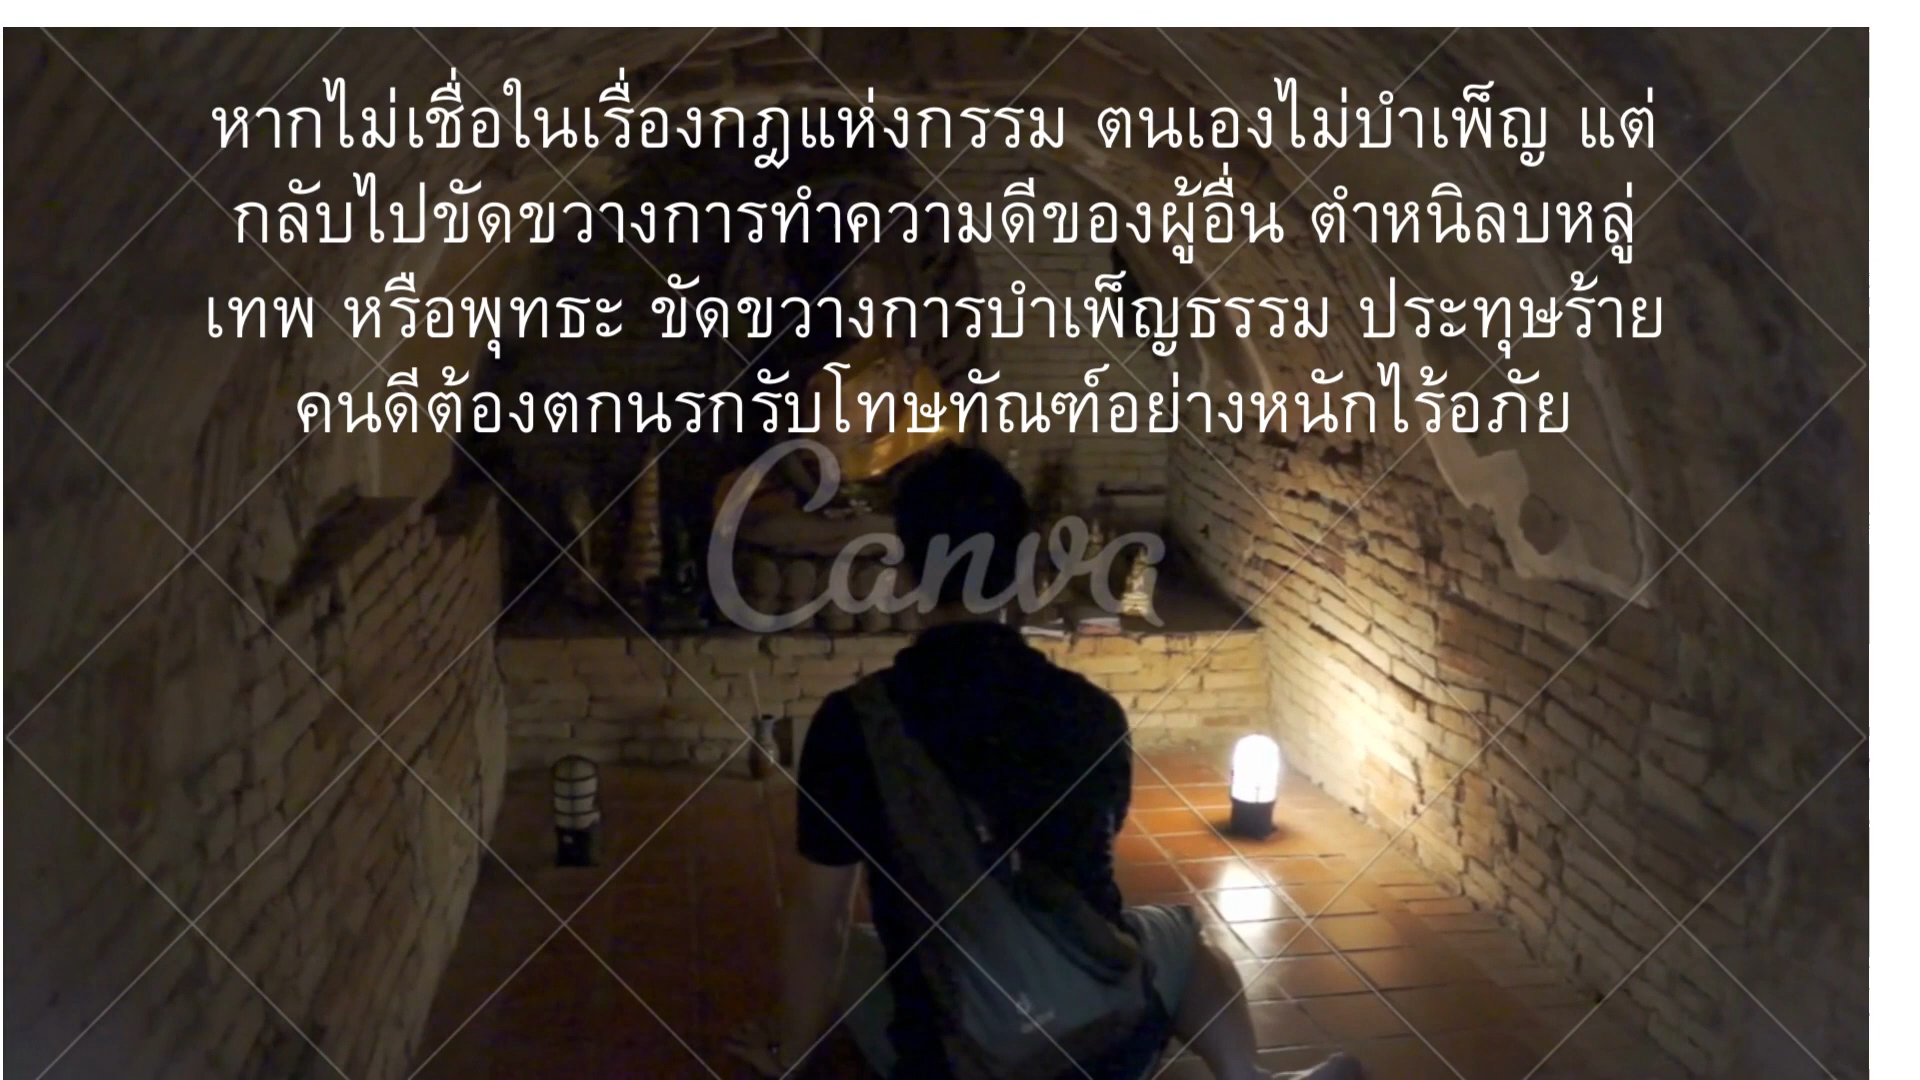 หากไม่เชื่อในเรื่องกฎแห่งกรรม ตนเองไม่บำเพ็ญ แต่
กลับไปขัดขวางการทำความดีของผู้อื่น ตำหนิลบหลู่
เทพ หรือพุทธะ ขัดขวางการบำเพ็ญธรรม ประทุษร้าย
คนดีต้องตกนรกรับโทษทัณฑ์อย่างหนักไร้อภัย
Canva